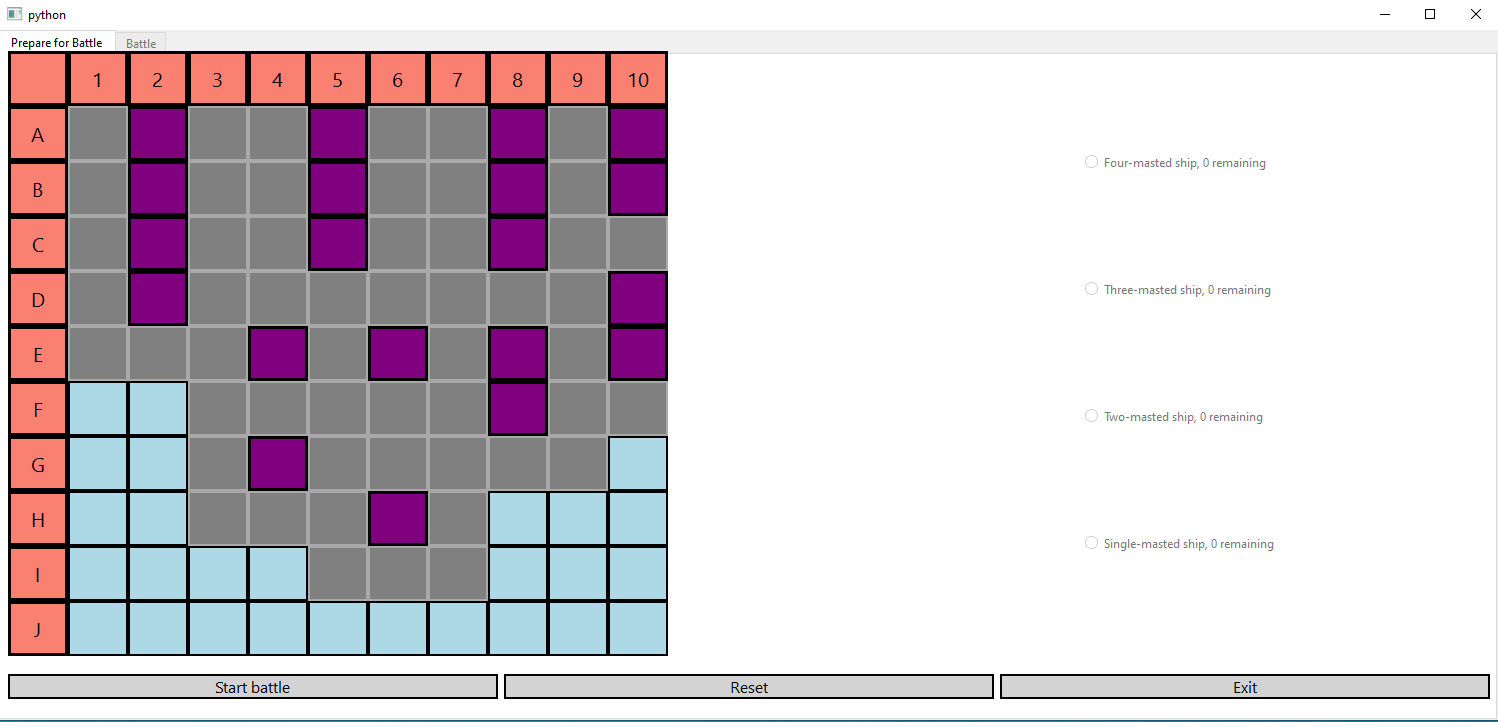 python
Prepare for Battle Battle
1 2 3 4 5 6 7 8 9 10
A
B
Four-masted ship, 0 remaining
C
D
Three-masted ship, 0 remaining
E
F
Two-masted ship, 0 remaining
G
H
Single-masted ship, 0 remaining
I
J
Start battle Reset Exit